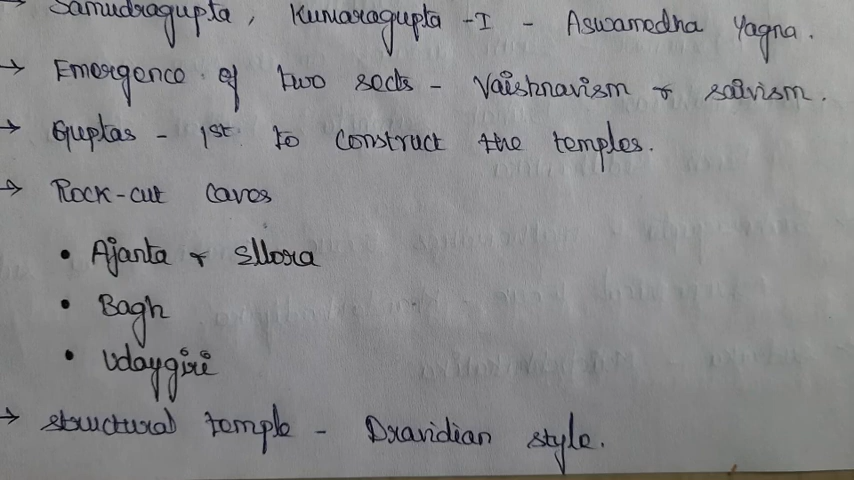 → Samudragupta, Kumaragupta-I - Aswamedha Yagna.
→ Emergence of two sects - Vaishnavism & saivism.
→ Guptas - 1st to construct the temples.
→ Rock-cut caves
• Ajanta & Ellora
• Bagh
• Udaygiri
→ structural temple - Dravidian style.